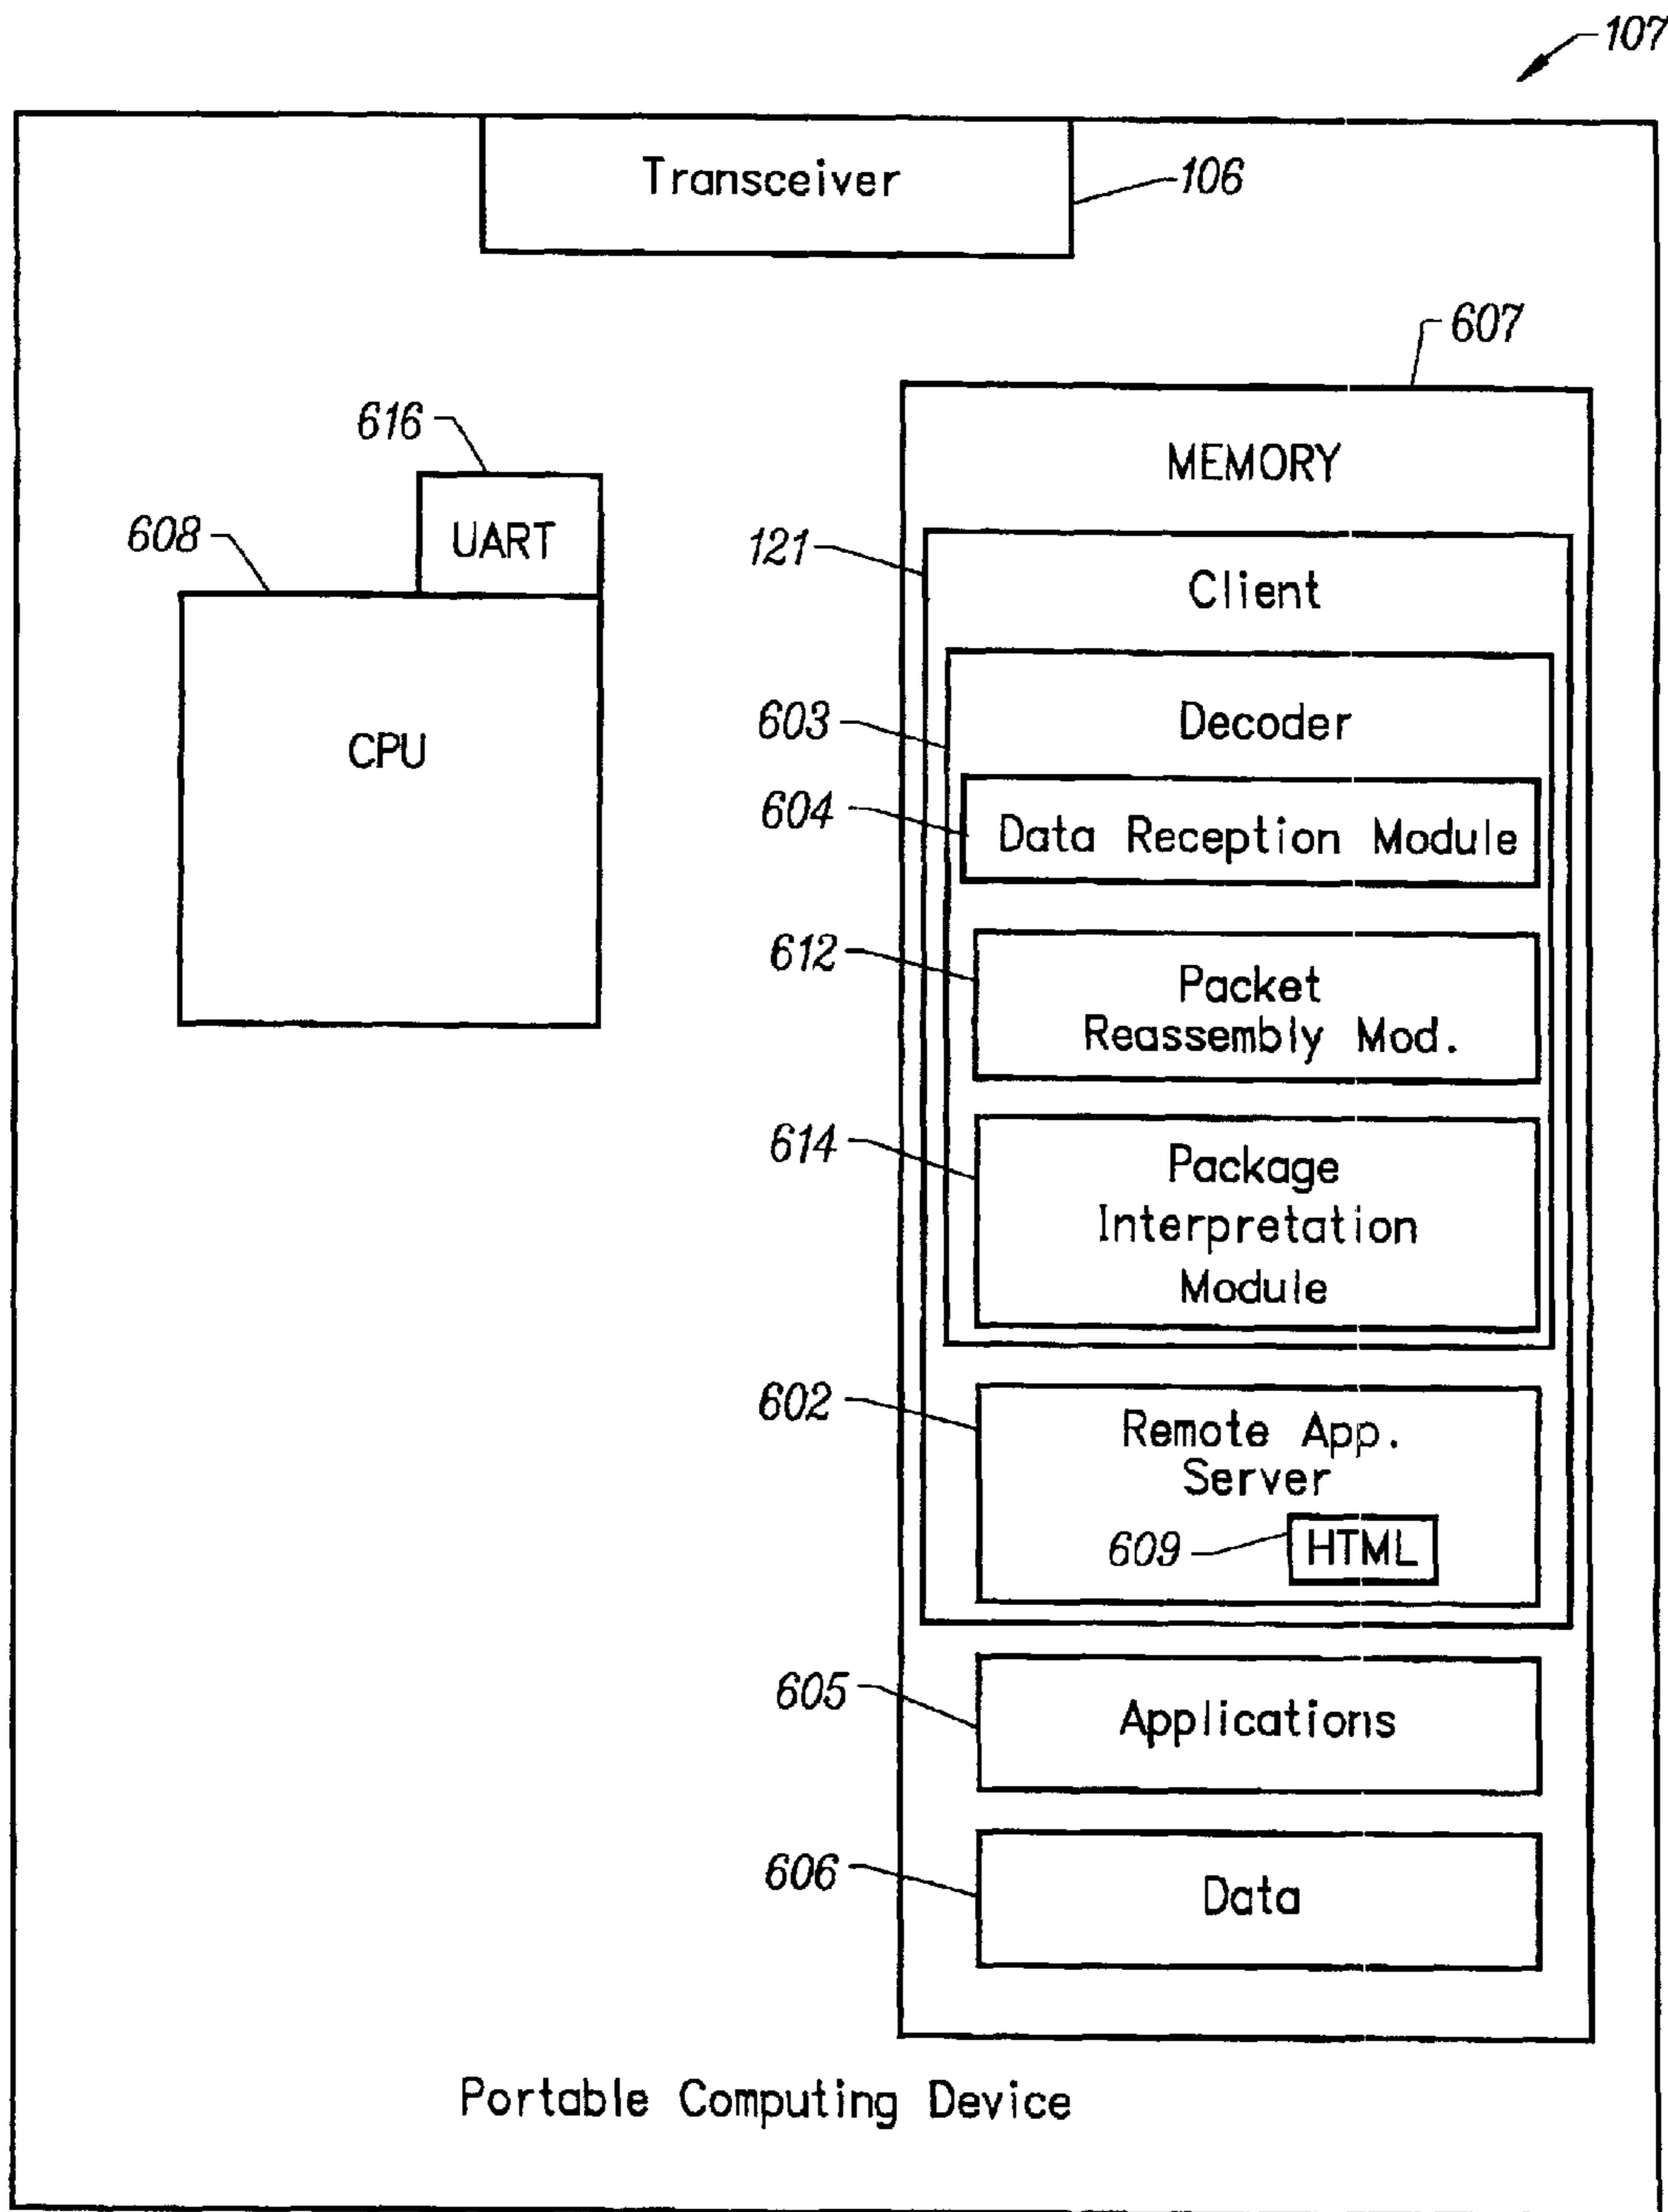 107
Transceiver
106
607
616
MEMORY
UART
608
121
Client
603
Decoder
CPU
604
Data Reception Module
612
Packet
Reassembly Mod.
614
Package
Interpretation
Module
602
Remote App.
Server
609
HTML
605
Applications
606
Data
Portable Computing Device